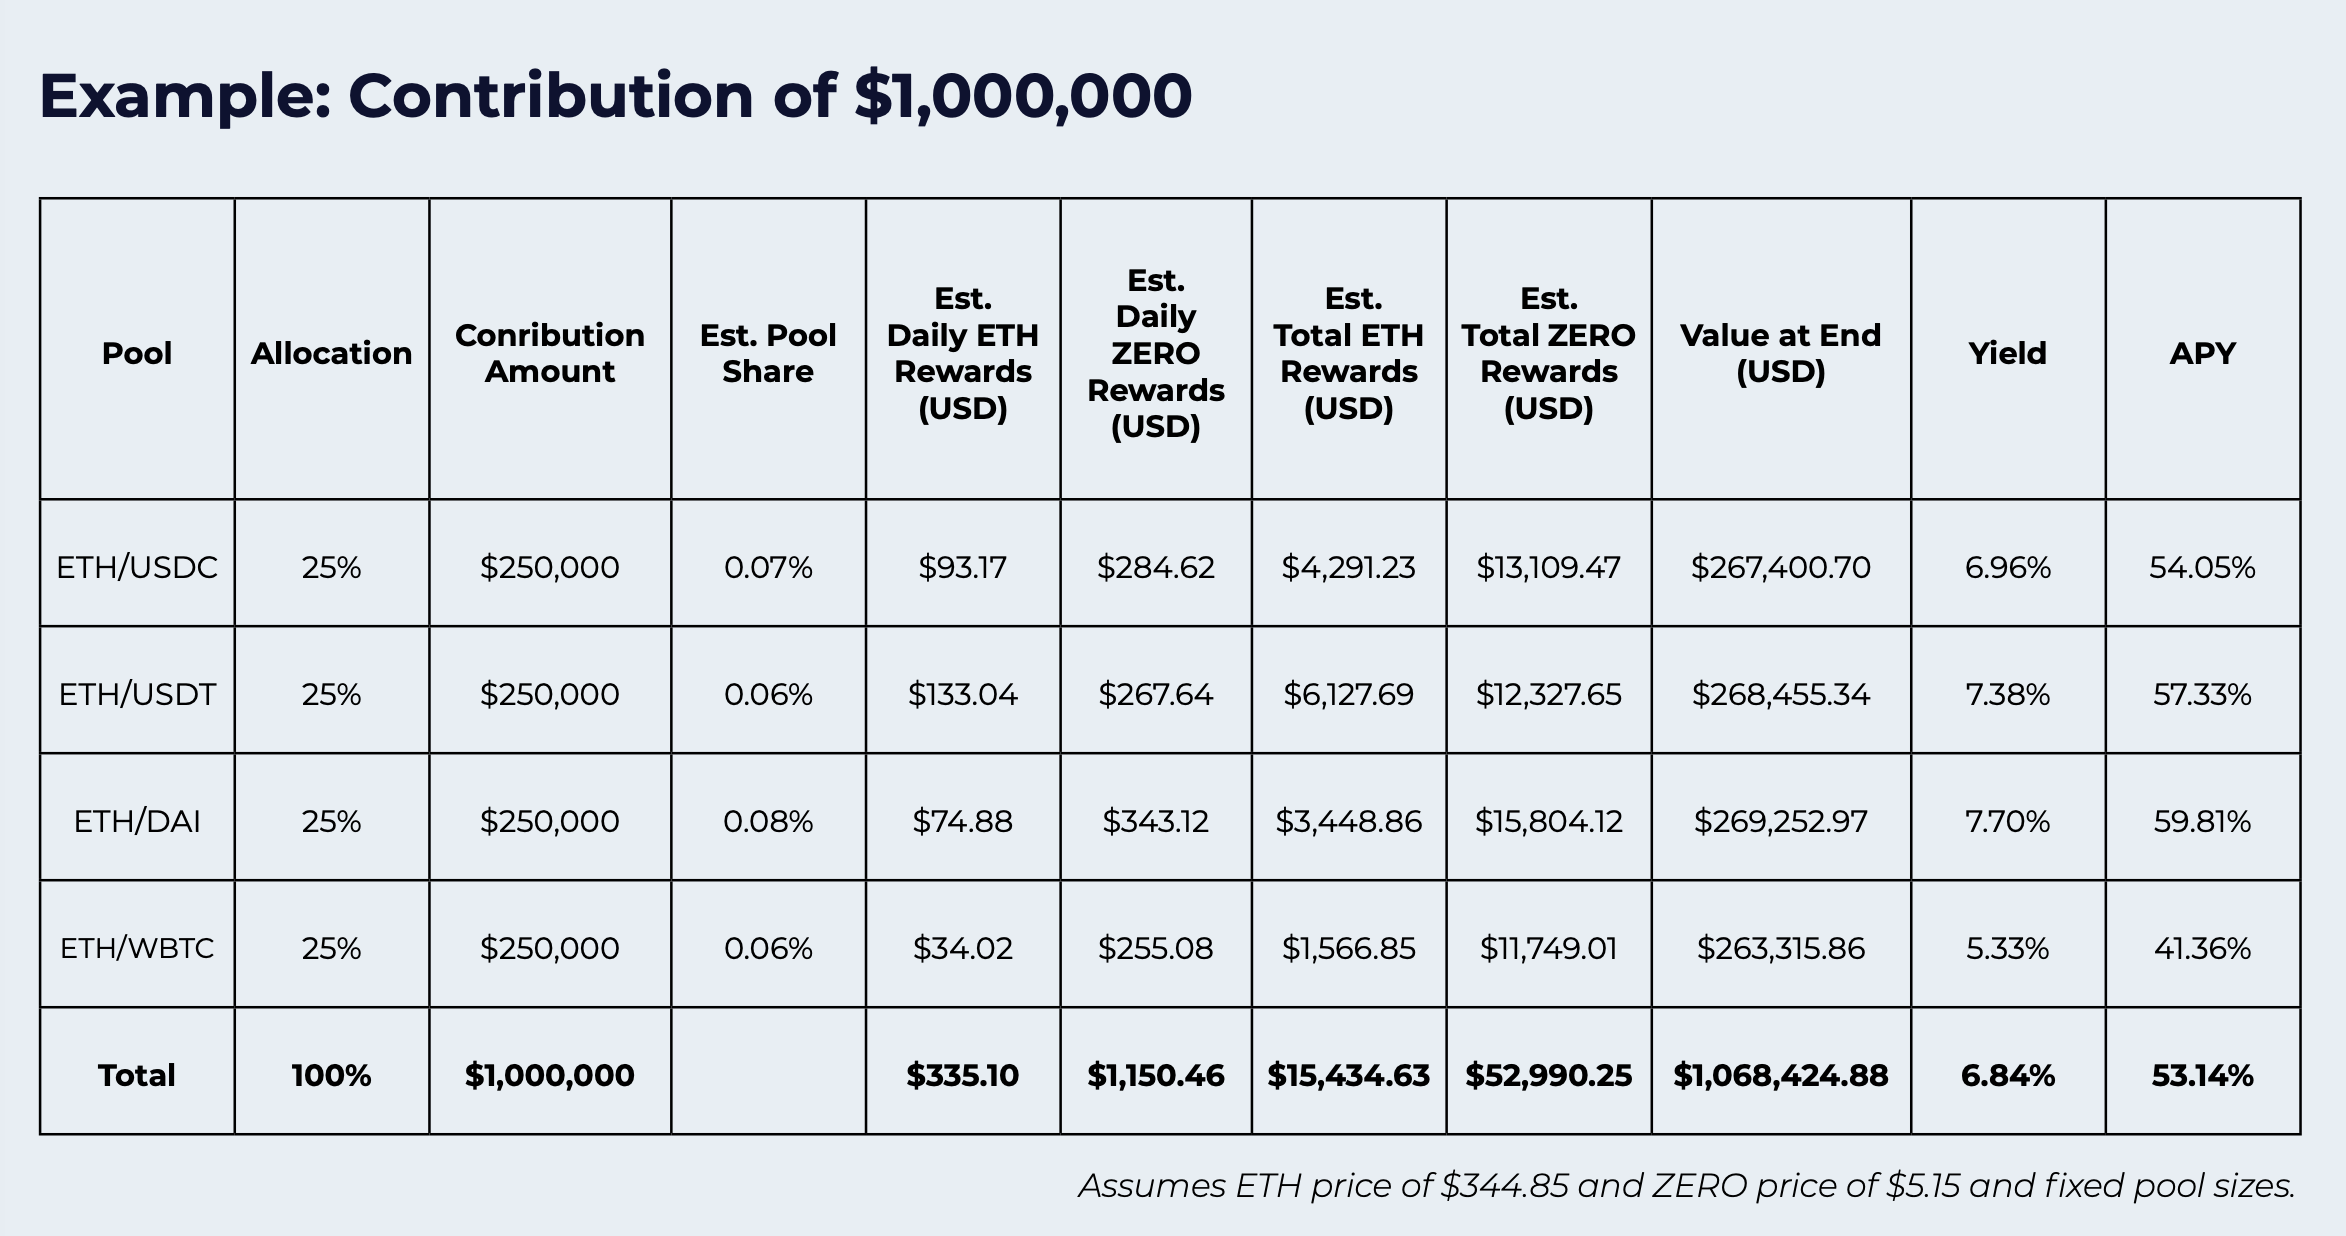 Example: Contribution of $1,000,000
Pool
Allocation
Conribution
Amount
Est. Pool
Share
Est.
Daily ETH
Rewards
(USD)
Est.
Daily
ZERO
Rewards
(USD)
Est.
Total ETH
Rewards
(USD)
Est.
Total ZERO
Rewards
(USD)
Value at End
(USD)
Yield
APY
ETH/USDC 25% $250,000 0.07% $93.17 $284.62 $4,291.23 $13,109.47 $267,400.70 6.96% 54.05%
ETH/USDT 25% $250,000 0.06% $133.04 $267.64 $6,127.69 $12,327.65 $268,455.34 7.38% 57.33%
ETH/DAI 25% $250,000 0.08% $74.88 $343.12 $3,448.86 $15,804.12 $269,252.97 7.70% 59.81%
ETH/WBTC 25% $250,000 0.06% $34.02 $255.08 $1,566.85 $11,749.01 $263,315.86 5.33% 41.36%
Total 100% $1,000,000 $335.10 $1,150.46 $15,434.63 $52,990.25 $1,068,424.88 6.84% 53.14%
Assumes ETH price of $344.85 and ZERO price of $5.15 and fixed pool sizes.